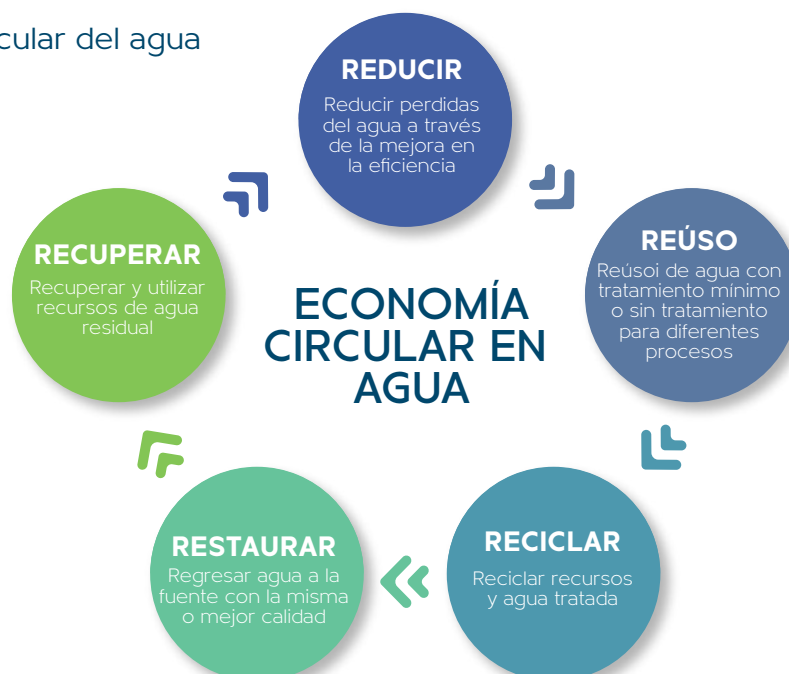 cular del agua
REDUCIR
Reducir perdidas
del agua a través
de la mejora en
la eficiencia
REÚSO
Reúsoi de agua con
tratamiento mínimo
o sin tratamiento
para diferentes
procesos
RECUPERAR
Recuperar y utilizar
recursos de agua
residual
ECONOMÍA
CIRCULAR EN
AGUA
RECICLAR
Reciclar recursos
y agua tratada
RESTAURAR
Regresar agua a la
fuente con la misma
o mejor calidad